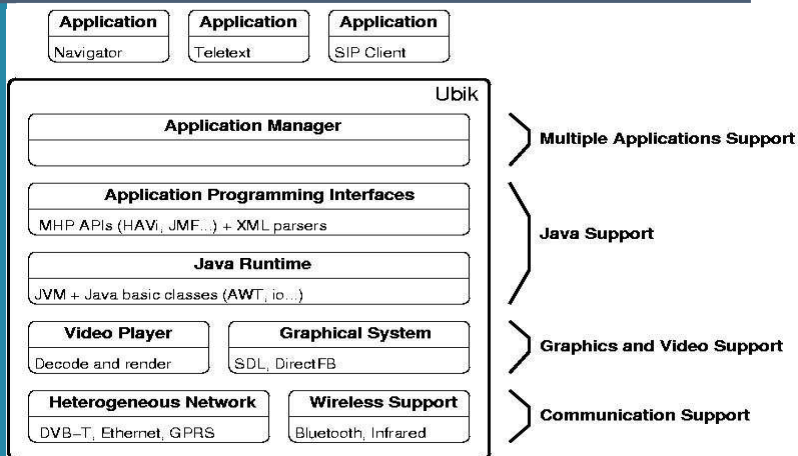 Application Application Application
Navigator Teletext SIP Client
Ubik
Application Manager
Multiple Applications Support
Application Programming Interfaces
MHP APIs (HAVi, JMF...) + XML parsers
Java Support
Java Runtime
JVM + Java basic classes (AWT, io...)
Video Player Graphical System
Decode and render SDL, DirectFB
Graphics and Video Support
Heterogeneous Network Wireless Support
DVB-T, Ethernet, GPRS Bluetooth, Infrared
Communication Support